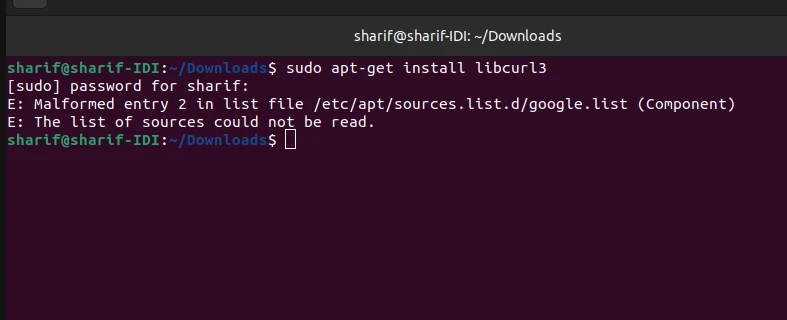 sharif@sharif-IDI: ~/Downloads
sharif@sharif-IDI:~/Downloads$ sudo apt-get install libcurl3
[sudo] password for sharif:
E: Malformed entry 2 in list file /etc/apt/sources.list.d/google.list (Component)
E: The list of sources could not be read.
sharif@sharif-IDI:~/Downloads$